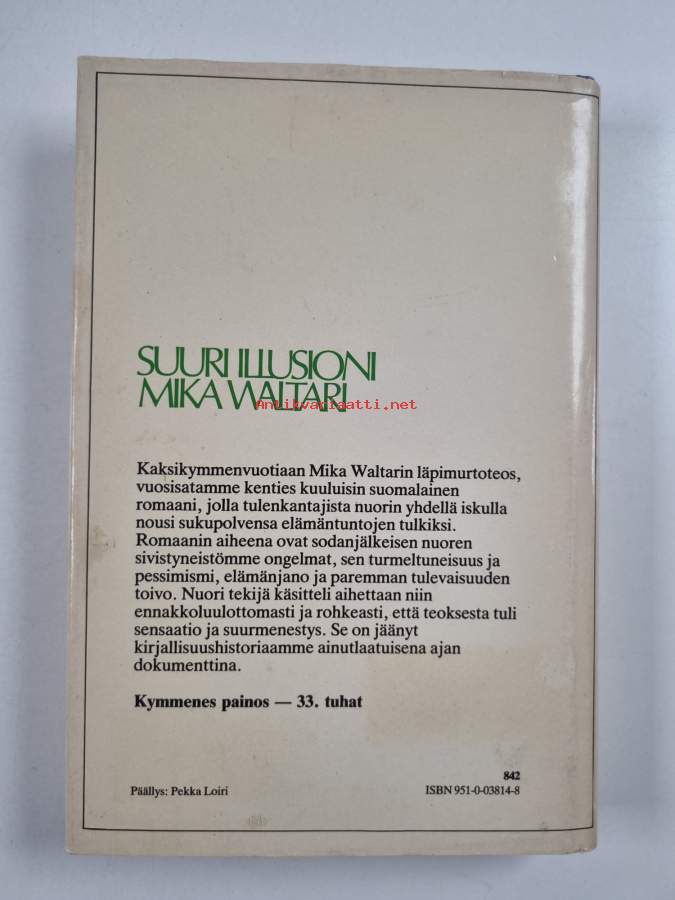 SUURI ILLUSIONI
MIKA WALTARI
Antikvariaatti.net
Kaksikymmenvuotiaan Mika Waltarin läpimurtoteos,
vuosisatamme kenties kuuluisin suomalainen
romaani, jolla tulenkantajista nuorin yhdellä iskulla
nousi sukupolvensa elämäntuntojen tulkiksi.
Romaanin aiheena ovat sodanjälkeisen nuoren
sivistyneistömme ongelmat, sen turmeltuneisuus ja
pessimismi, elämänjano ja paremman tulevaisuuden
toivo. Nuori tekijä käsitteli aihettaan niin
ennakkoluulottomasti ja rohkeasti, että teoksesta tuli
sensaatio ja suurmenestys. Se on jäänyt
kirjallisuushistoriaamme ainutlaatuisena ajan
dokumenttina.
Kymmenes painos — 33. tuhat
842
Päällys: Pekka Loiri ISBN 951-0-03814-8